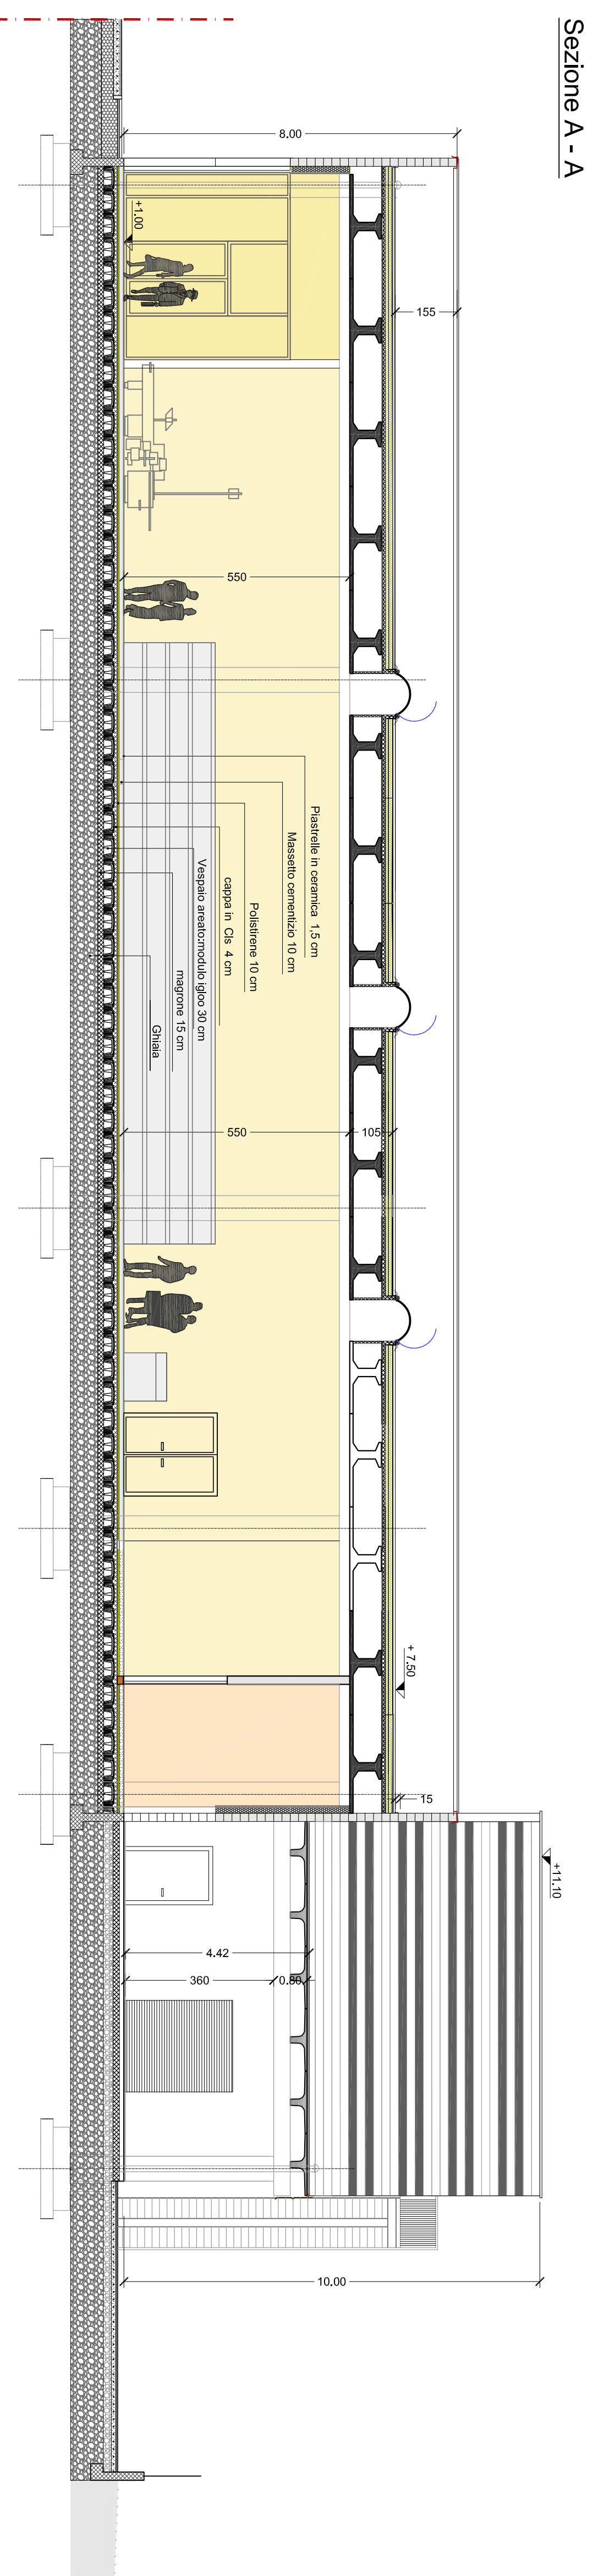 Sezione A - A
8.00
155
+1.00
550
Piastrelle in ceramica 1,5 cm
Massetto cementizio 10 cm
Polistirene 10 cm
cappa in Cls 4 cm
Vespaio areato:modulo igloo 30 cm
magrone 15 cm
Ghiaia
550
105
+ 7.50
15
+11.10
4.42
360
0.80
10.00